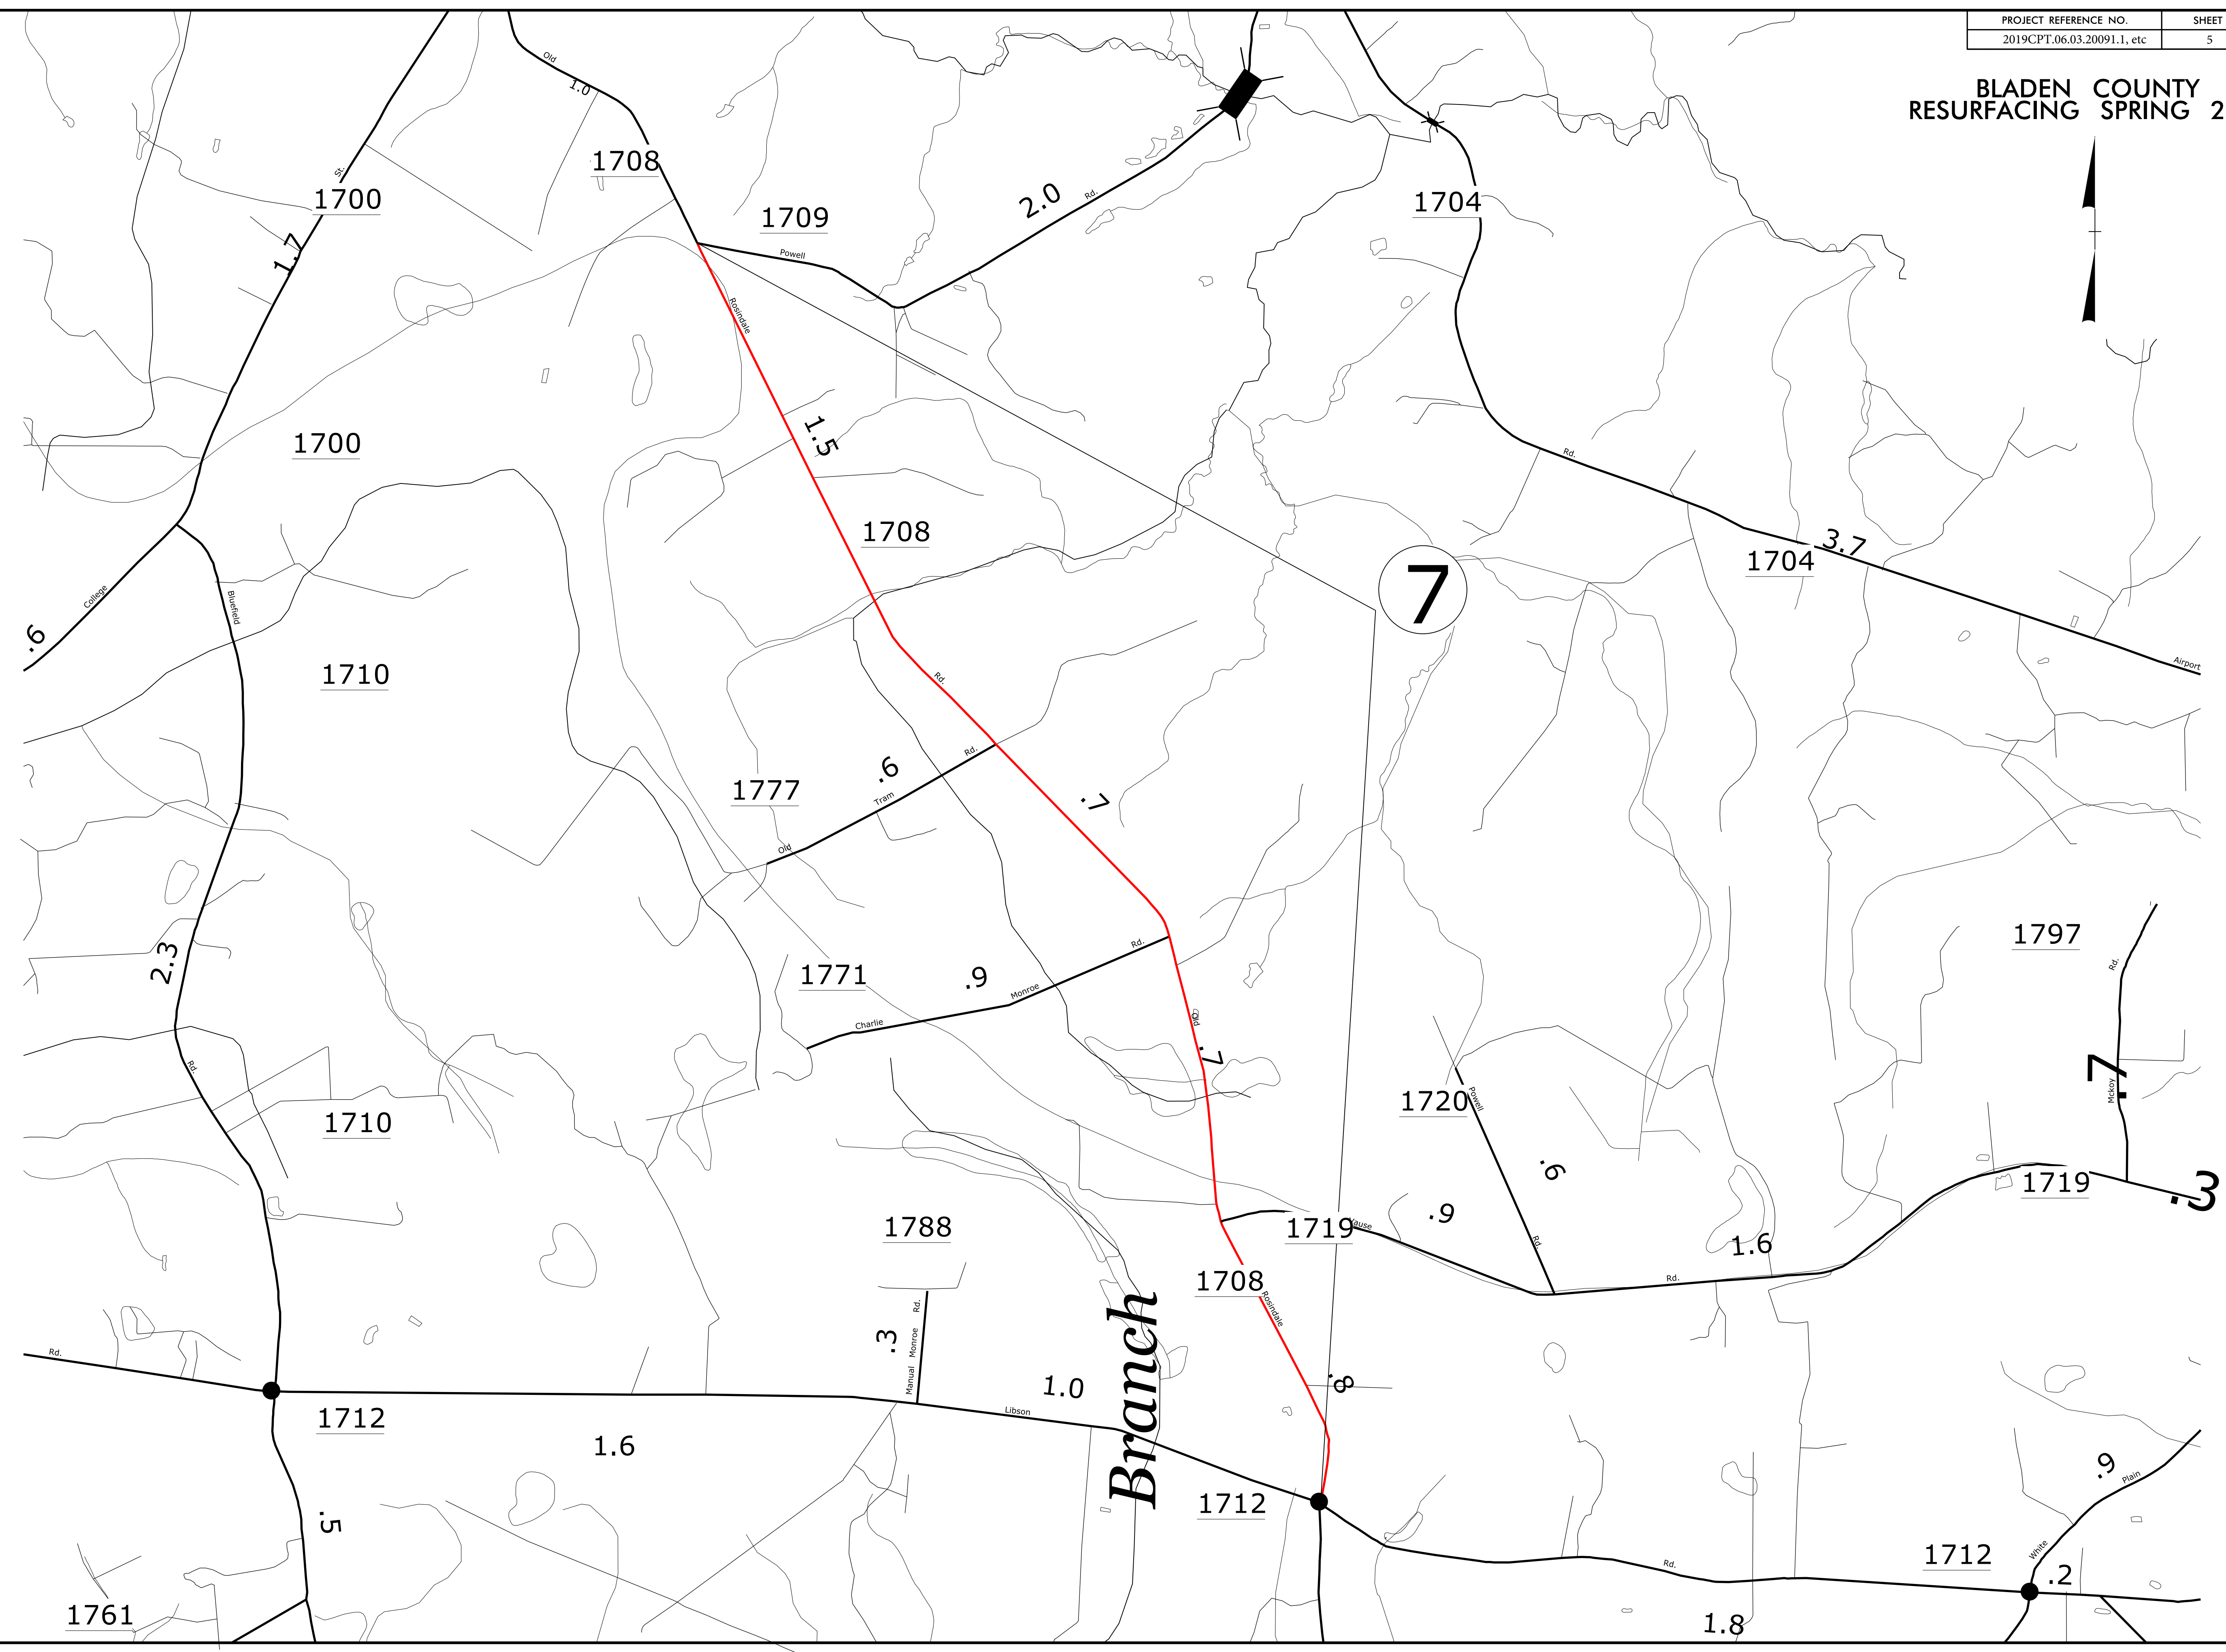 PROJECT REFERENCE NO. SHEET
2019CPT.06.03.20091.1, etc 5
BLADEN COUNTY
RESURFACING SPRING 2
Old
1.0
1708
St.
1700
1.7
1709
Powell
2.0
Rd.
1704
Rosindale
1.5
1700
1708
Rd.
3.7
1704
Airport
7
College
.6
Bluefield
1710
Rd.
1777
.6
Old
Tram
Rd.
.7
1797
Rd.
2.3
1771
.9
Charlie
Monroe
Rd.
Old
.7
Rd.
1710
1720
Powell
.6
Rd.
.7
Mckoy
1719
.3
1788
1719
Vause
.9
1.6
Rd.
1708
Rosindale
Branch
.3
Manual Monroe Rd.
Rd.
1712
1.6
1.0
Libson
.8
1712
.5
1761
Rd.
1712
.9
Plain
White
.2
1.8